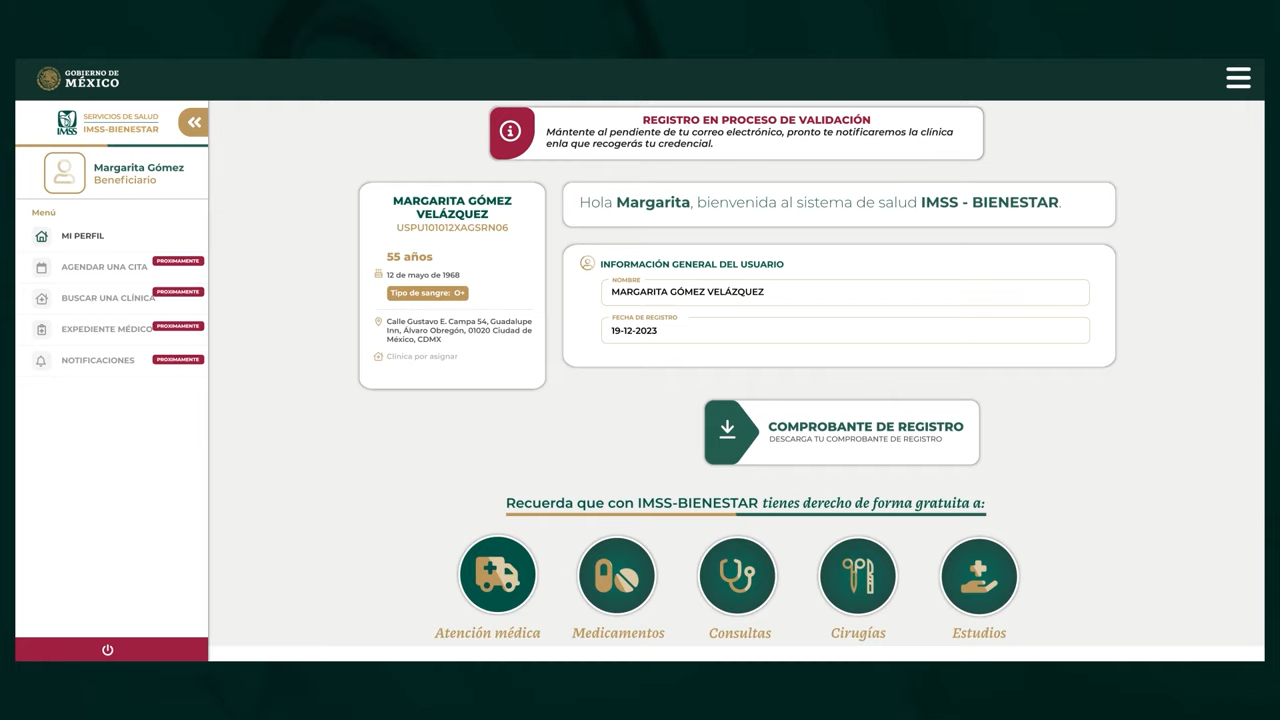 GOBIERNO DE
MÉXICO
IMSS
SERVICIOS DE SALUD
IMSS-BIENESTAR
Margarita Gómez
Beneficiario
Menú
MI PERFIL
AGENDAR UNA CITA
PROXIMAMENTE
BUSCAR UNA CLÍNICA
PROXIMAMENTE
EXPEDIENTE MÉDICO
PROXIMAMENTE
NOTIFICACIONES
PROXIMAMENTE
REGISTRO EN PROCESO DE VALIDACIÓN
Mántente al pendiente de tu correo electrónico, pronto te notificaremos la clínica
enla que recogerás tu credencial.
MARGARITA GÓMEZ
VELÁZQUEZ
USPU101012XAGSRN06
55 años
12 de mayo de 1968
Tipo de sangre: O+
Calle Gustavo E. Campa 54, Guadalupe
Inn, Álvaro Obregón, 01020 Ciudad de
México, CDMX
Clínica por asignar
Hola Margarita, bienvenida al sistema de salud IMSS - BIENESTAR.
INFORMACIÓN GENERAL DEL USUARIO
NOMBRE
MARGARITA GÓMEZ VELÁZQUEZ
FECHA DE REGISTRO
19-12-2023
COMPROBANTE DE REGISTRO
DESCARGA TU COMPROBANTE DE REGISTRO
Recuerda que con IMSS-BIENESTAR tienes derecho de forma gratuita a:
Atención médica
Medicamentos
Consultas
Cirugías
Estudios